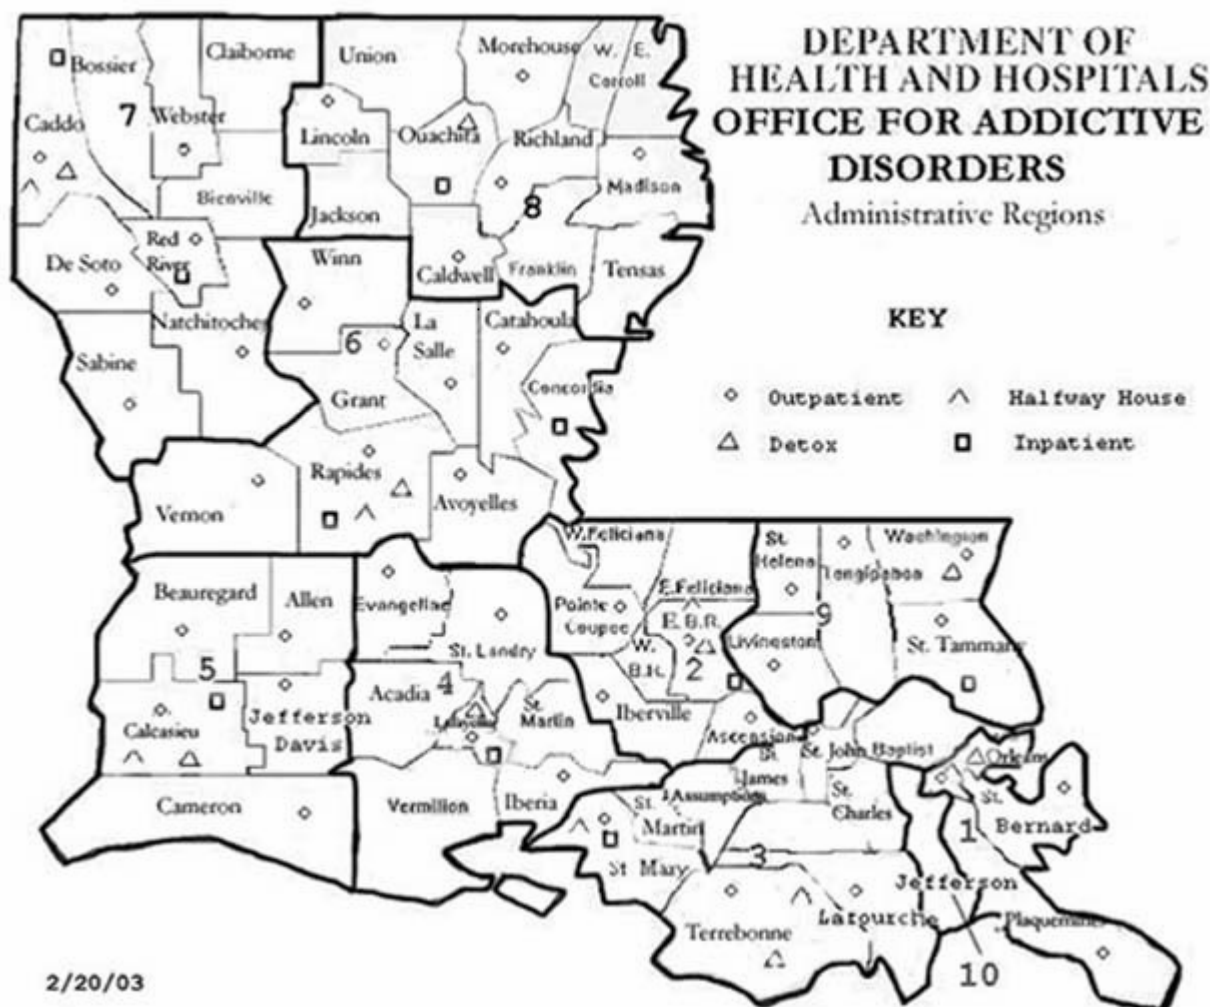 DEPARTMENT OF
HEALTH AND HOSPITALS
OFFICE FOR ADDICTIVE
DISORDERS
Administrative Regions
KEY
Outpatient
Halfway House
Detox
Inpatient
Bossier
Claiborne
Union
Morehouse
W. E.
Carroll
Caddo
7
Webster
Lincoln
Ouachita
Richland
Madison
Bienville
Jackson
8
Red
River
De Soto
Winn
Caldwell
Franklin
Tensas
Natchitoches
La
Salle
Catahoula
6
Sabine
Grant
Concordia
Rapides
Vernon
Avoyelles
W.Feliciana
St.
Helena
Washington
Tangipahoa
E.Feliciana
Beauregard
Allen
Evangeline
Pointe
Coupee
E.B.R.
9
Livingston
St. Tammany
St. Landry
W.
B.R.
2
5
Acadia
4
Jefferson
Davis
Calcasieu
Lafayette
St.
Martin
Iberville
Ascension
St. John Baptist
Orleans
St.
James
Cameron
Vermilion
Iberia
Assumption
St.
Charles
St.
Martin
St.
Bernard
1
3
St Mary
Jefferson
Terrebonne
Lafourche
Plaquemines
10
2/20/03